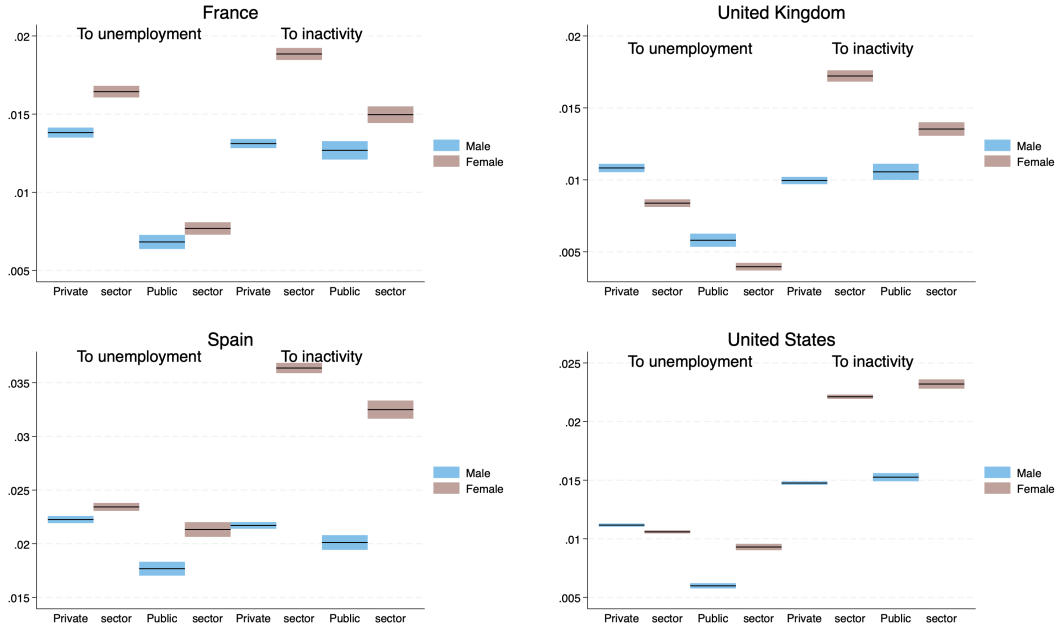 France
To unemployment To inactivity
.02
.015
.01
.005
Private sector Public sector Private sector Public sector
Male
Female
United Kingdom
To unemployment To inactivity
.02
.015
.01
.005
Private sector Public sector Private sector Public sector
Male
Female
Spain
To unemployment To inactivity
.035
.03
.025
.02
.015
Private sector Public sector Private sector Public sector
Male
Female
United States
To unemployment To inactivity
.025
.02
.015
.01
.005
Private sector Public sector Private sector Public sector
Male
Female